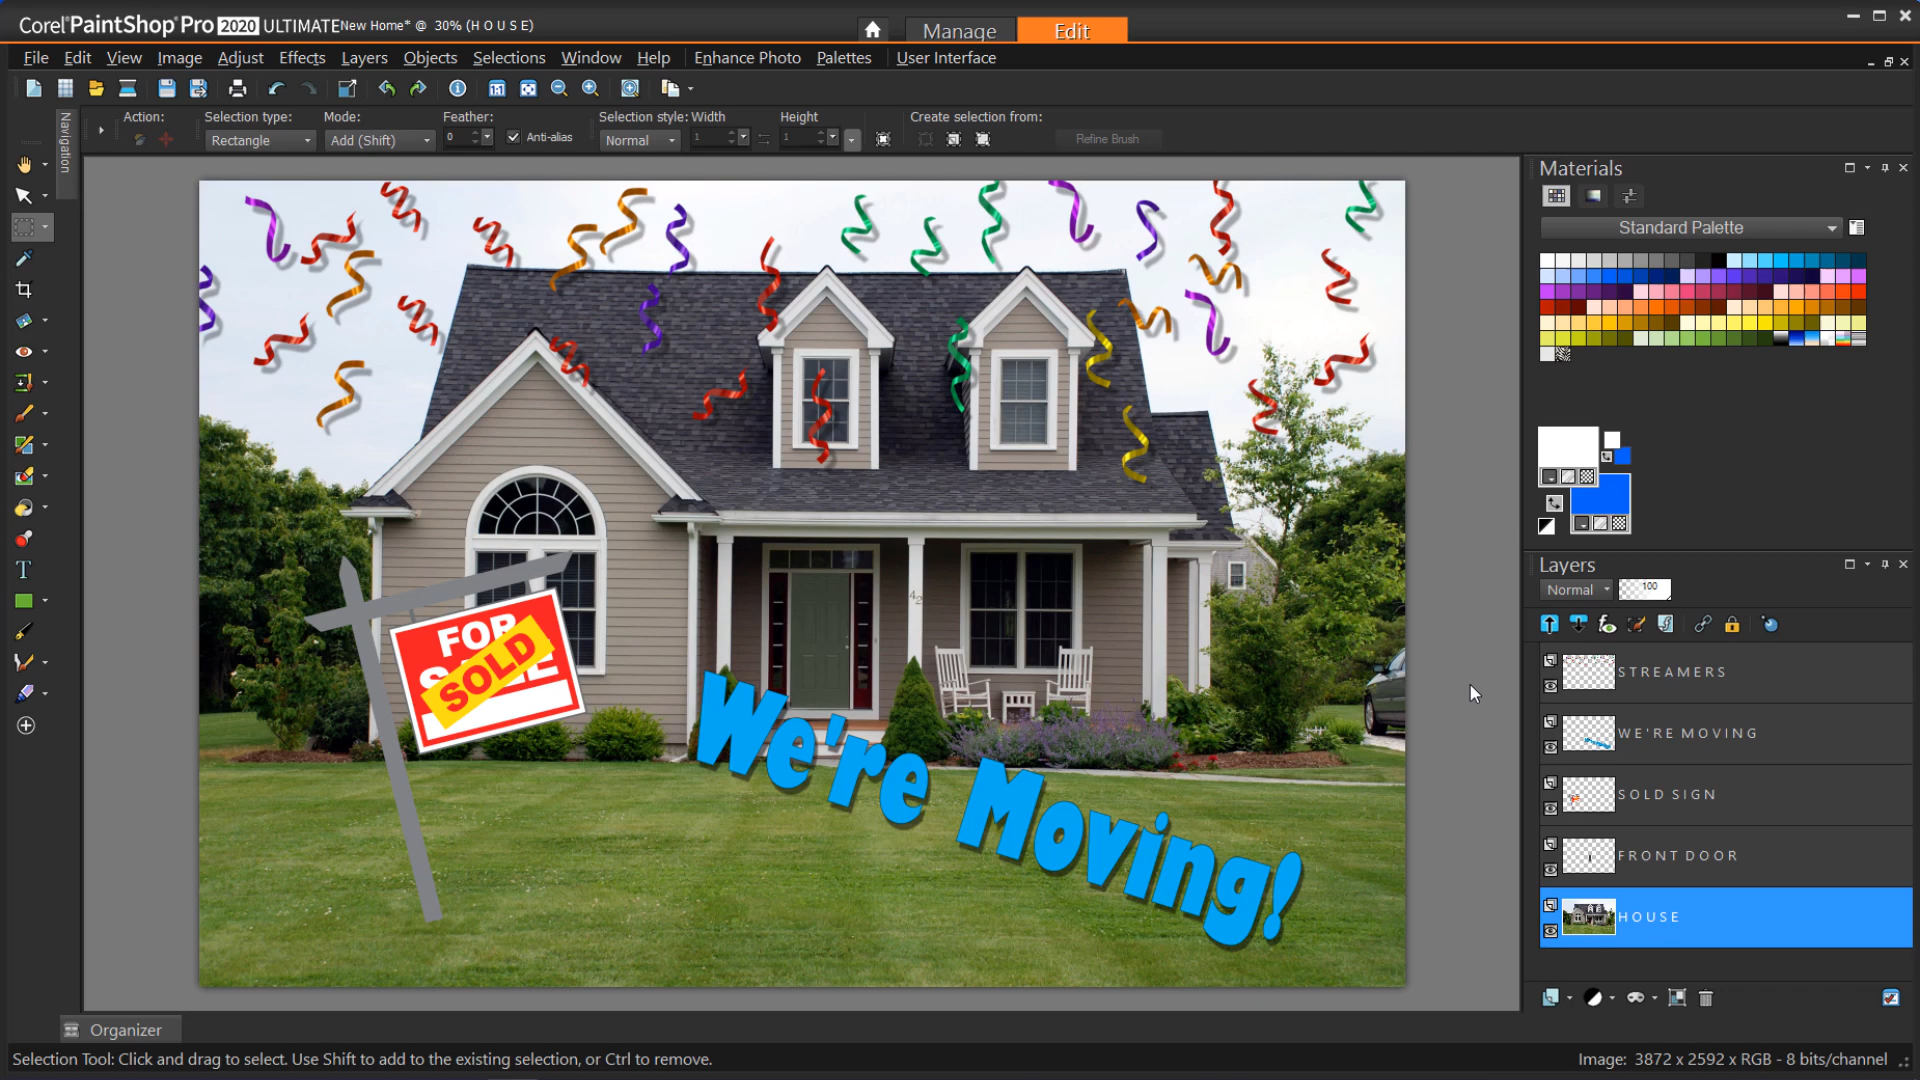 Corel PaintShop Pro 2020 ULTIMATE New Home* @ 30% (H O U S E)
Manage
Edit
File Edit View Image Adjust Effects Layers Objects Selections Window Help Enhance Photo Palettes User Interface
Action: Selection type: Mode: Feather: Selection style: Width Height Create selection from:
Rectangle Add (Shift) 0 Anti-alias Normal 1 1 Refine Brush
Navigation
Materials
Standard Palette
42
FOR
SALE
SOLD
We're Moving!
T
Layers
Normal 100
STREAMERS
WE'RE MOVING
SOLD SIGN
FRONT DOOR
HOUSE
Organizer
Selection Tool: Click and drag to select. Use Shift to add to the existing selection, or Ctrl to remove.
Image: 3872 x 2592 x RGB - 8 bits/channel